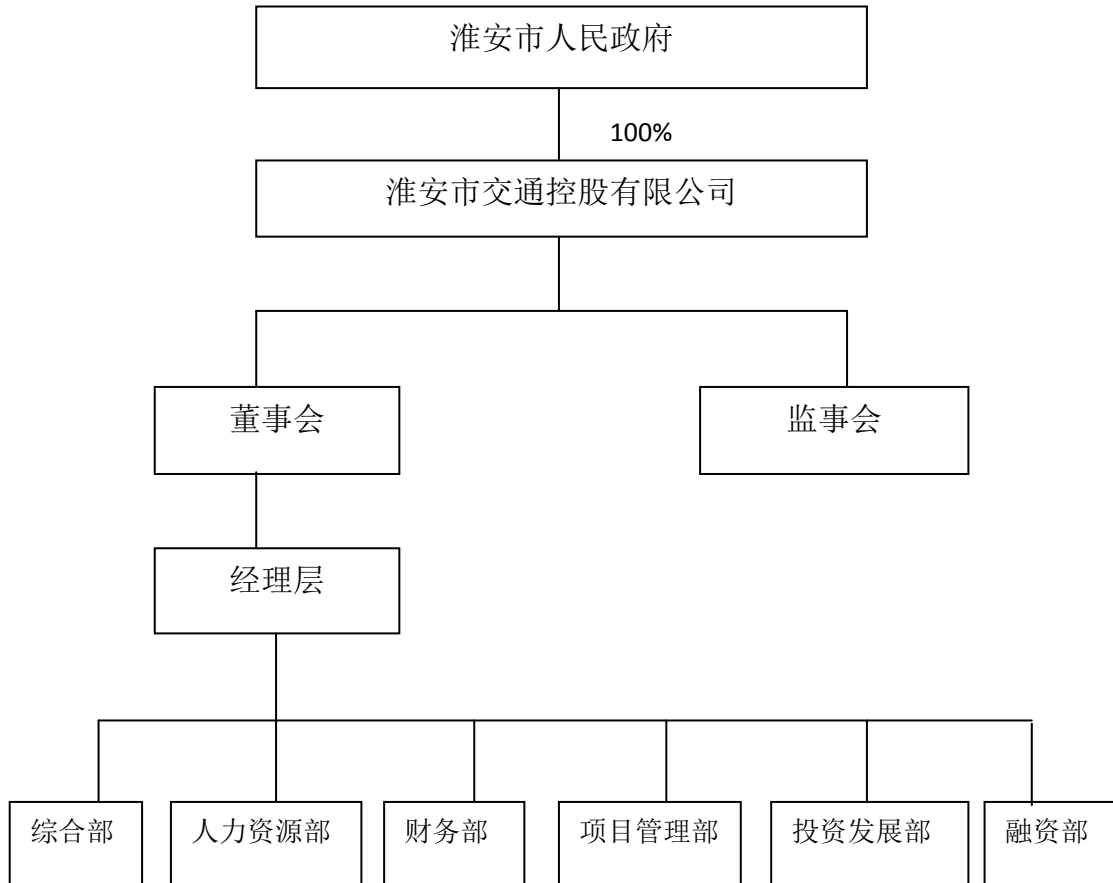 淮安市人民政府
100%
淮安市交通控股有限公司
董事会
监事会
经理层
综合部
人力资源部
财务部
项目管理部
投资发展部
融资部